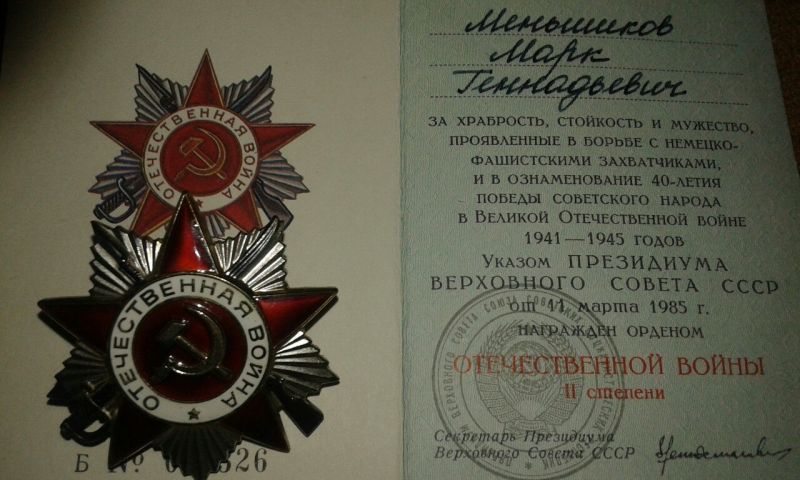 ОТЕЧЕСТВЕННАЯ ВОЙНА
ОТЕЧЕСТВЕННАЯ ВОЙНА
Б № 26
Меньшиков
Марк
Геннадьевич
ЗА ХРАБРОСТЬ, СТОЙКОСТЬ И МУЖЕСТВО,
ПРОЯВЛЕННЫЕ В БОРЬБЕ С НЕМЕЦКО-
ФАШИСТСКИМИ ЗАХВАТЧИКАМИ,
И В ОЗНАМЕНОВАНИЕ 40-ЛЕТИЯ
ПОБЕДЫ СОВЕТСКОГО НАРОДА
В ВЕЛИКОЙ ОТЕЧЕСТВЕННОЙ ВОЙНЕ
1941—1945 ГОДОВ
УКАЗОМ ПРЕЗИДИУМА
ВЕРХОВНОГО СОВЕТА СССР
от 11 марта 1985 г.
НАГРАЖДЕН ОРДЕНОМ
ОТЕЧЕСТВЕННОЙ ВОЙНЫ
II степени
Секретарь Президиума
Верховного Совета СССР